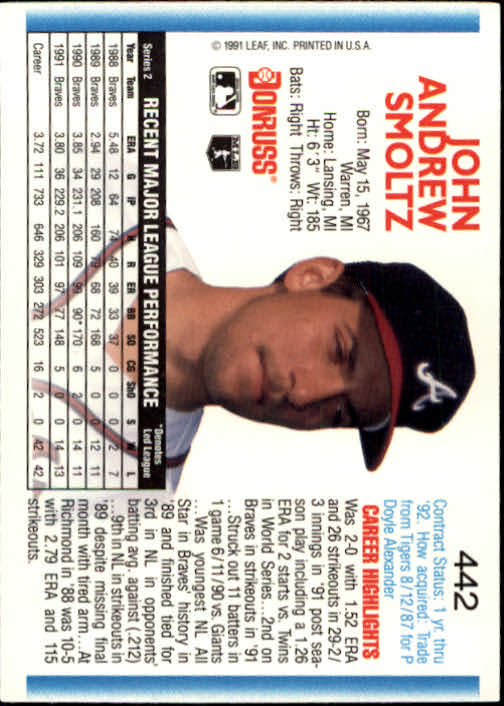 442
JOHN
ANDREW
SMOLTZ
Born: May 15, 1967
Warren, MI
Home: Lansing, MI
Ht: 6'3" Wt: 185
Bats: Right Throws: Right
DONRUSS®
MLB
© 1991 LEAF, INC. PRINTED IN U.S.A.
Contract Status: 1 yr. thru
'92. How acquired: Trade
from Tigers 8/12/87 for P
Doyle Alexander
CAREER HIGHLIGHTS
Was 2-0 with 1.52 ERA
and 26 strikeouts in 29-2/
3 innings in '91 post sea-
son play including a 1.26
ERA for 2 starts vs. Twins
in World Series...2nd on
Braves in strikeouts in '91
...Struck out 11 batters in
1 game 6/11/90 vs. Giants
...Was youngest NL All
Star in Braves' history in
'89 and finished tied for
3rd in NL in opponents'
batting avg. against (.212)
...9th in NL in strikeouts in
'89 despite missing final
month with tired arm...At
Richmond in '88 was 10-5
with 2.79 ERA and 115
strikeouts.
Series 2 RECENT MAJOR LEAGUE PERFORMANCE *Denotes Led League
Year Team ERA G IP H R ER BB SO CG ShO S W L
1988 Braves 5.48 12 64 74 40 39 33 37 0 0 0 2 7
1989 Braves 2.94 29 208 160 79 68 72 168 5 0 0 12 11
1990 Braves 3.85 34 231.1 206 109 99 90* 170 6 2 0 14 11
1991 Braves 3.80 36 229.2 206 101 97 77 148 5 0 0 14 13
Career 3.72 111 733 646 329 303 272 523 16 2 0 42 42